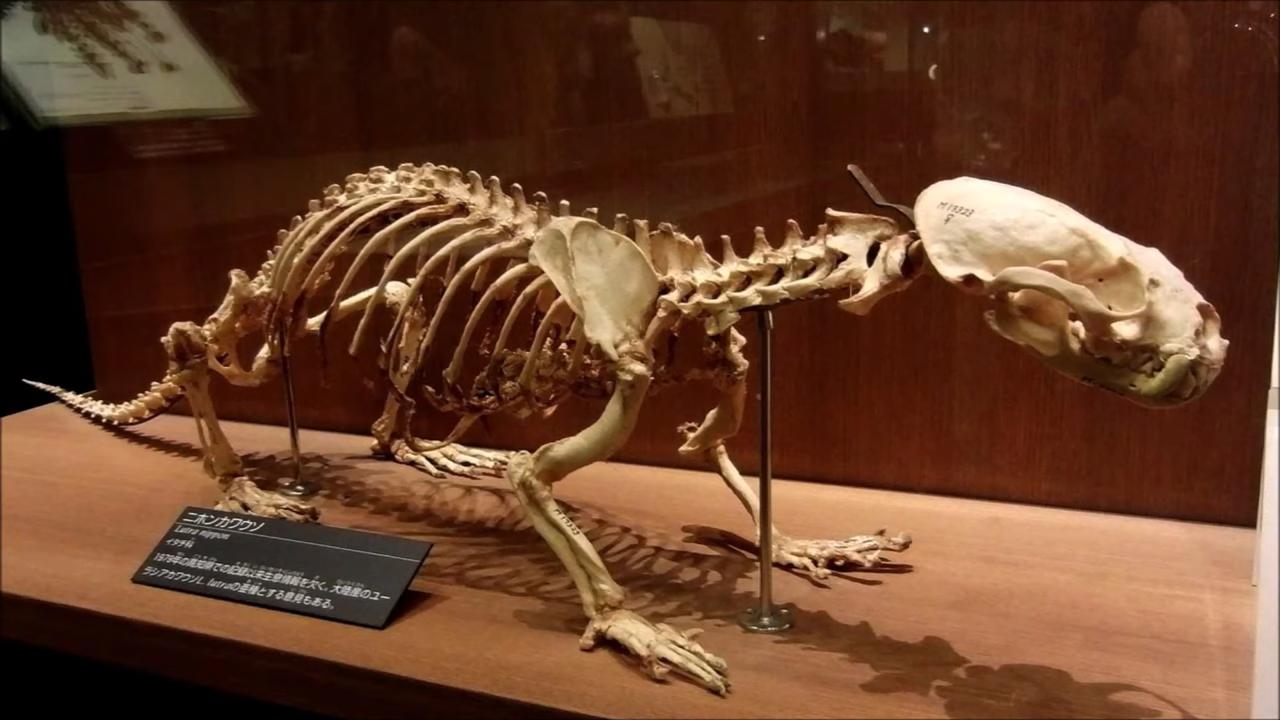 M 19323
♀
ニホンカワウソ
Lutra nippon
イタチ科
1979年の高知県での記録以来生息情報を欠く。大陸産のユー
ラシアカワウソL. lutraの亜種とする意見もある。